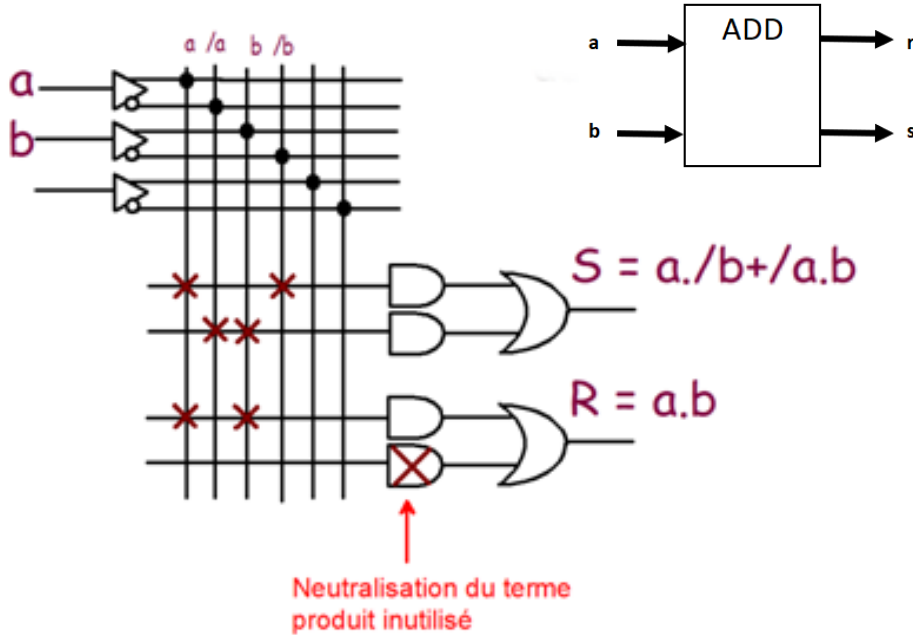 a /a b /b
a
b
ADD
a
r
b
s
S = a./b+/a.b
R = a.b
Neutralisation du terme
produit inutilisé